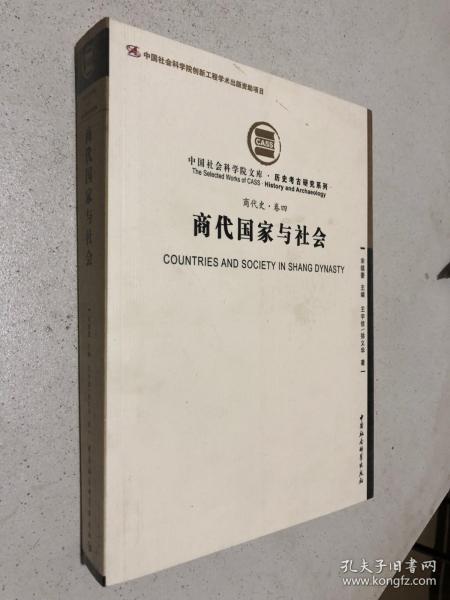 中国社会科学院创新工程学术出版资助项目
CASS
中国社会科学院文库·历史考古研究系列
The Selected Works of CASS · History and Archaeology
商代史·卷四
商代国家与社会
COUNTRIES AND SOCIETY IN SHANG DYNASTY
宋镇豪 主编 王宇信 徐义华 著
中国社会科学出版社
商代国家与社会
孔夫子旧书网
www.kongfz.com